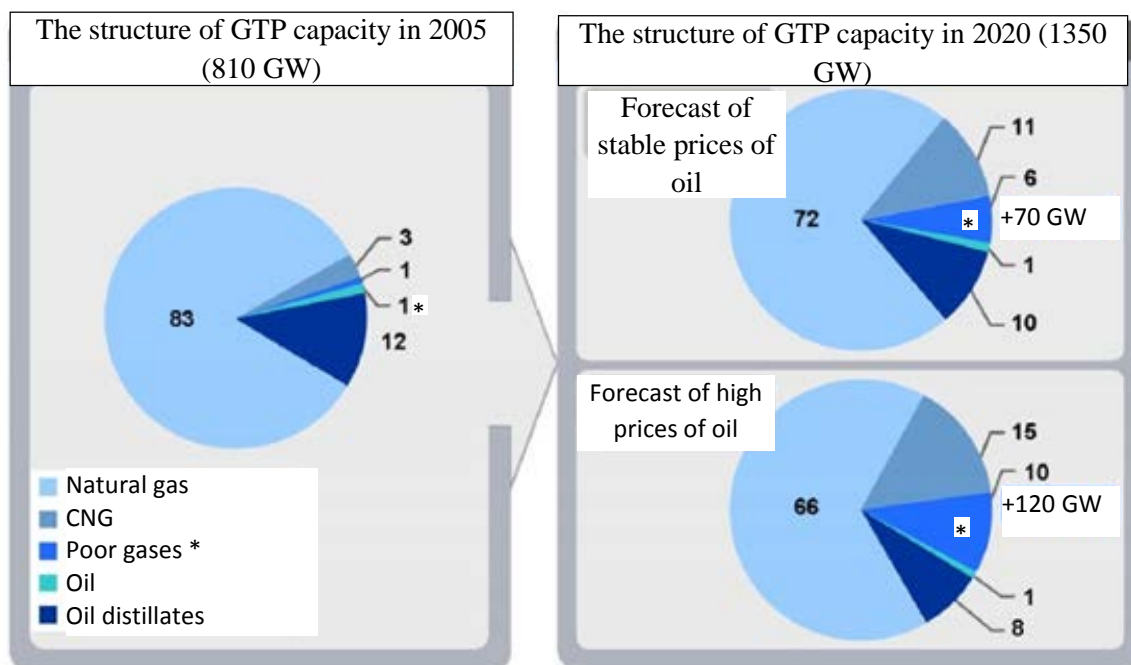 The structure of GTP capacity in 2005
(810 GW)
3
1
1*
83
12
Natural gas
CNG
Poor gases *
Oil
Oil distillates
The structure of GTP capacity in 2020 (1350
GW)
Forecast of
stable prices of
oil
11
6
+70 GW
*
72
1
10
Forecast of high
prices of oil
15
10
+120 GW
66
*
1
8